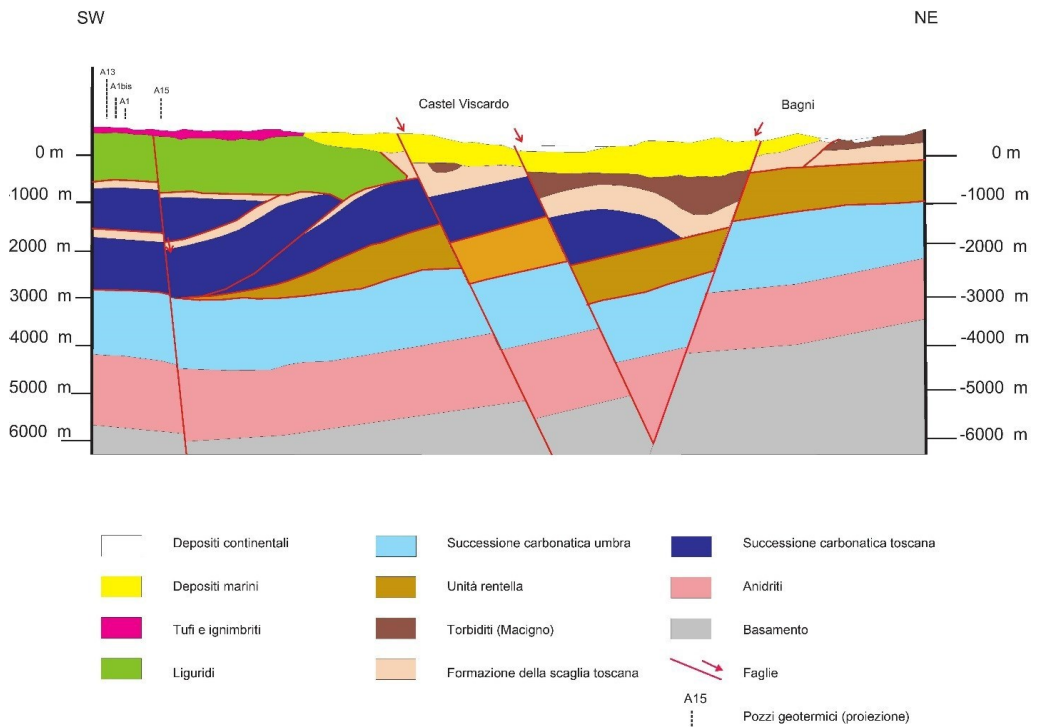 SW NE
A13
A1bis
A1 A15
Castel Viscardo Bagni
0 m 0 m
-1000 m -1000 m
2000 m -2000 m
3000 m -3000 m
4000 m -4000 m
5000 m -5000 m
6000 m -6000 m
Depositi continentali Successione carbonatica umbra Successione carbonatica toscana
Depositi marini Unità rentella Anidriti
Tufi e ignimbriti Torbiditi (Macigno) Basamento
Liguridi Formazione della scaglia toscana Faglie
A15
Pozzi geotermici (proiezione)